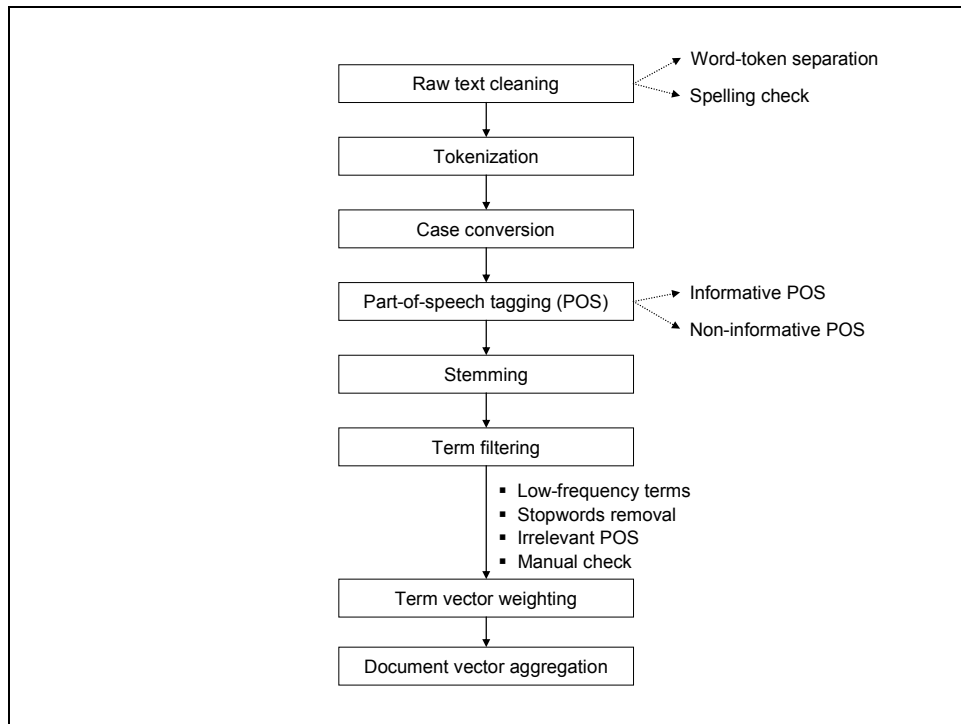 Raw text cleaning
Word-token separation
Spelling check
Tokenization
Case conversion
Part-of-speech tagging (POS)
Informative POS
Non-informative POS
Stemming
Term filtering
▪ Low-frequency terms
▪ Stopwords removal
▪ Irrelevant POS
▪ Manual check
Term vector weighting
Document vector aggregation